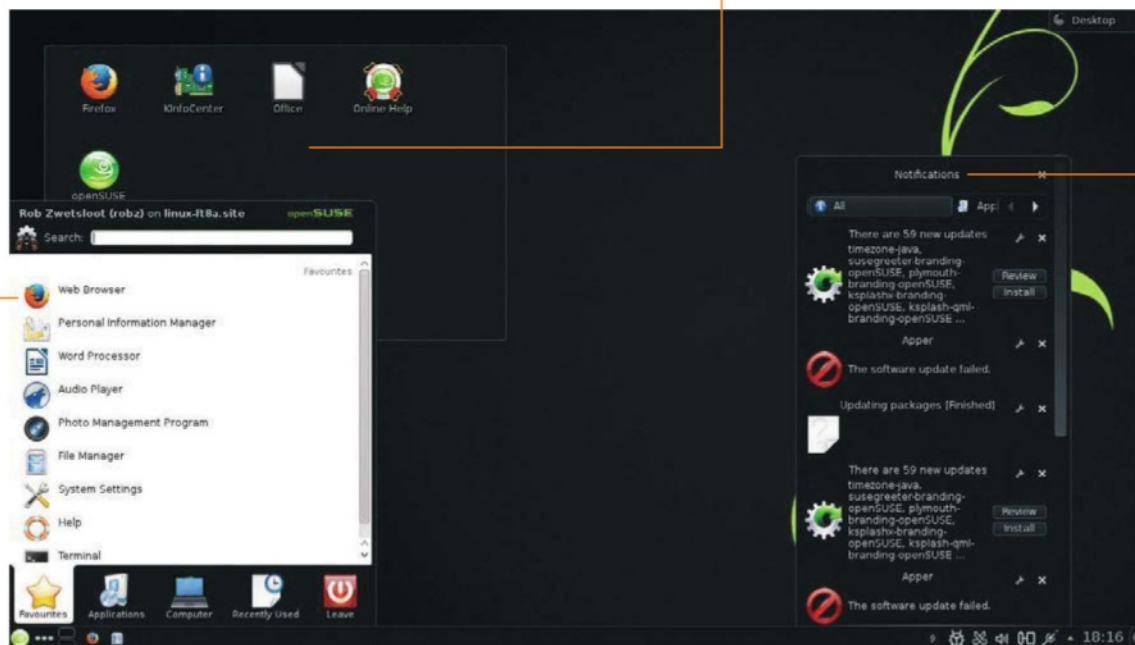 Desktop
Firefox
KInfoCenter
Office
Online Help
openSUSE
Rob Zwetsloot (robz) on linux-lt8a.site
openSUSE
Search:
Favourites
Web Browser
Personal Information Manager
Word Processor
Audio Player
Photo Management Program
File Manager
System Settings
Help
Terminal
Favourites
Applications
Computer
Recently Used
Leave
Notifications
All
App
There are 59 new updates
timezone-java,
susegreeter-branding-
openSUSE, plymouth-
branding-openSUSE,
ksplashx-branding-
openSUSE, ksplash-qml-
branding-openSUSE ...
Review
Install
Apper
The software update failed.
Updating packages [Finished]
There are 59 new updates
timezone-java,
susegreeter-branding-
openSUSE, plymouth-
branding-openSUSE,
ksplashx-branding-
openSUSE, ksplash-qml-
branding-openSUSE ...
Review
Install
Apper
The software update failed.
9
18:16